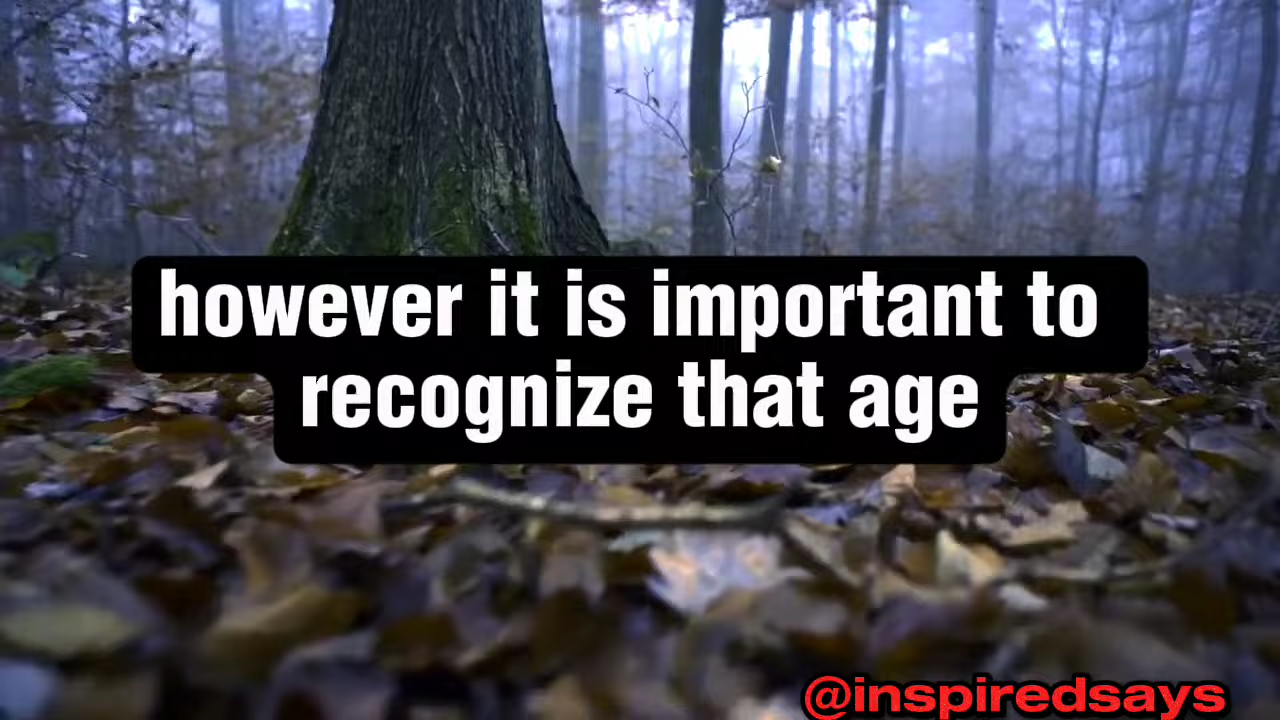 however it is important to
recognize that age
@inspiredsays